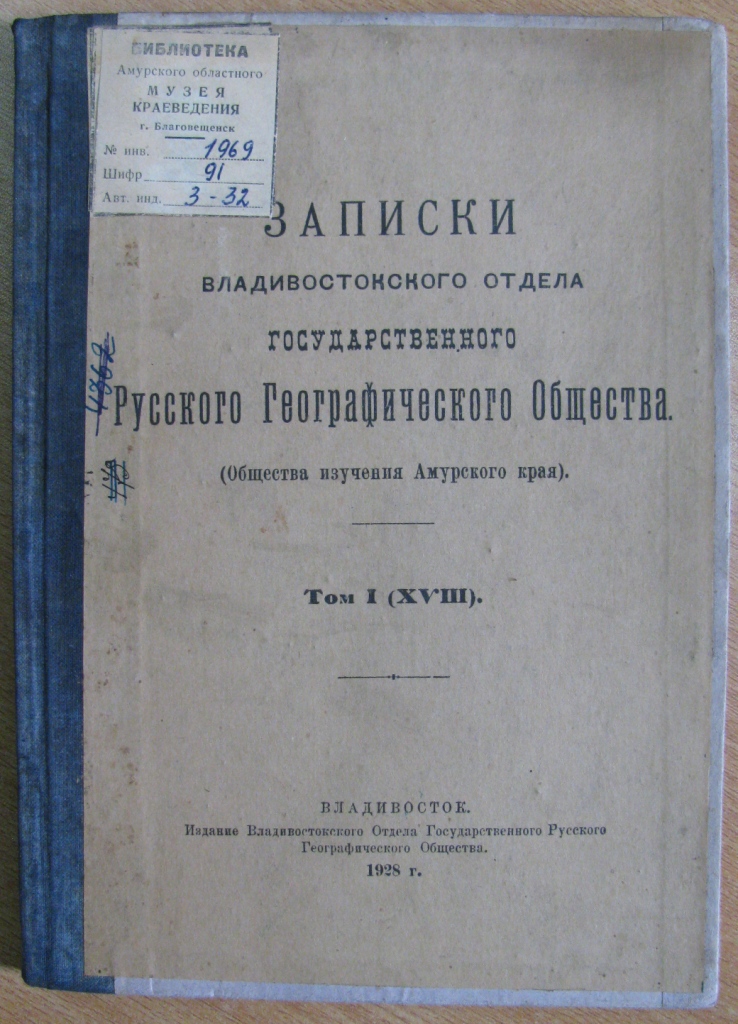 БИБЛИОТЕКА
Амурского областного
МУЗЕЯ
КРАЕВЕДЕНИЯ
г. Благовещенск
№ инв. 1969
Шифр 91
Авт. инд. 3-32
ЗАПИСКИ
ВЛАДИВОСТОКСКОГО ОТДЕЛА
ГОСУДАРСТВЕННОГО
Русского Географического Общества.
(Общества изучения Амурского края).
Том I (XVIII).
ВЛАДИВОСТОК.
Издание Владивостокского Отдела Государственного Русского
Географического Общества.
1928 г.